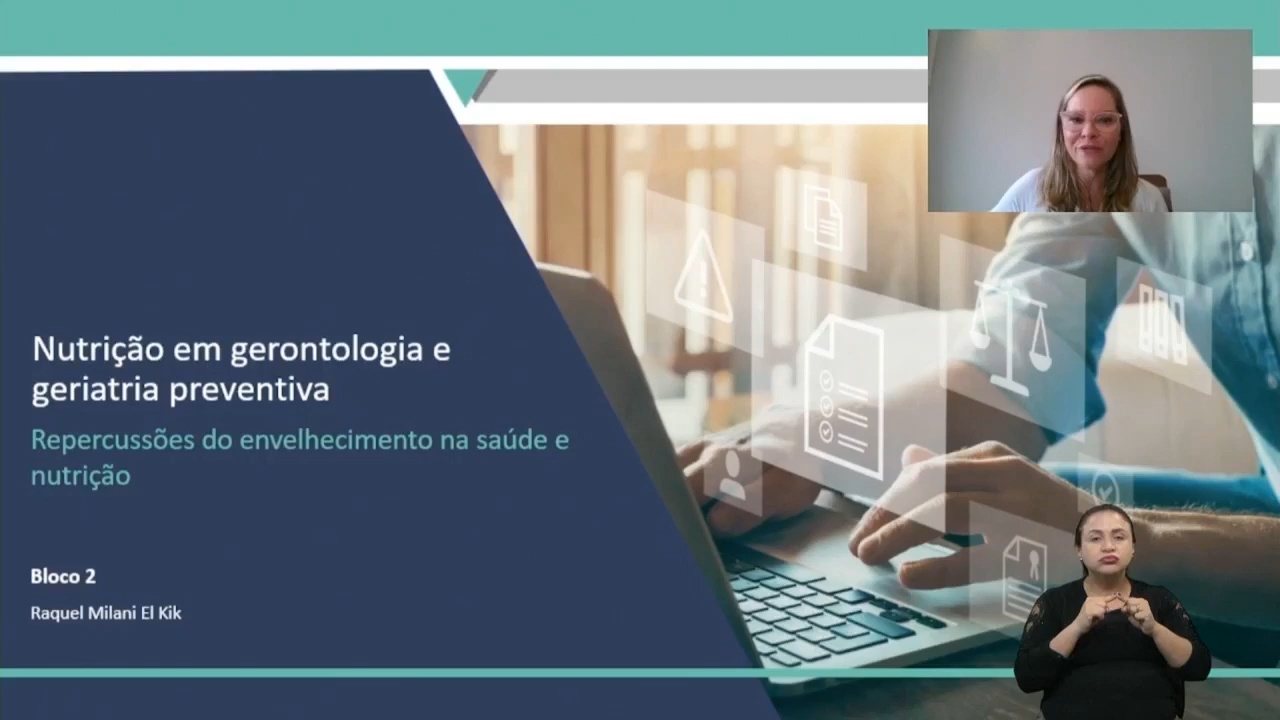 Nutrição em gerontologia e
geriatria preventiva
Repercussões do envelhecimento na saúde e
nutrição
Bloco 2
Raquel Milani El Kik